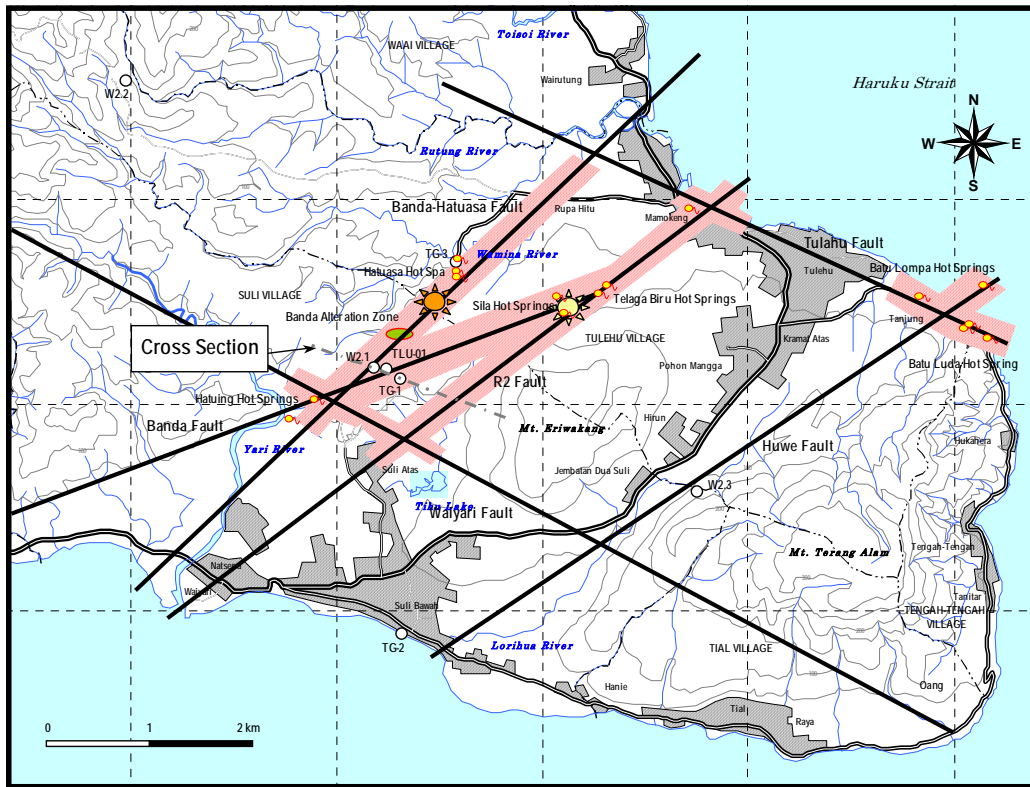 Toisoi River
WAAI VILLAGE
Wairutung
Haruku Strait
W2.2
N
W
E
S
Rutung River
Banda-Hatuasa Fault
Rupa Hitu
Mamokeng
TG-3
Wamina River
Tulahu Fault
Tulehu
Hatuasa Hot Spa
Batu Lompa Hot Springs
SULI VILLAGE
Sila Hot Springs
Telaga Biru Hot Springs
Banda Alteration Zone
Tanjung
TULEHU VILLAGE
Kramat Atas
Cross Section
W2.1
TLU-01
Pohon Mangga
Batu Luda Hot Spring
TG-1
R2 Fault
Hatuing Hot Springs
Banda Fault
Mt. Eriwakang
Hirun
Yari River
Huwe Fault
Hukahera
Suli Atas
Jembatan Dua Suli
W2.3
Tihu Lake
Waiyari Fault
Mt. Terang Alam
Tengah-Tengah
Natsepa
Waiyari
Tanitar
Suli Bawah
TENGAH-TENGAH
VILLAGE
TG-2
Lorihua River
TIAL VILLAGE
Hanie
Oang
Tial
Raya
0 1 2 km